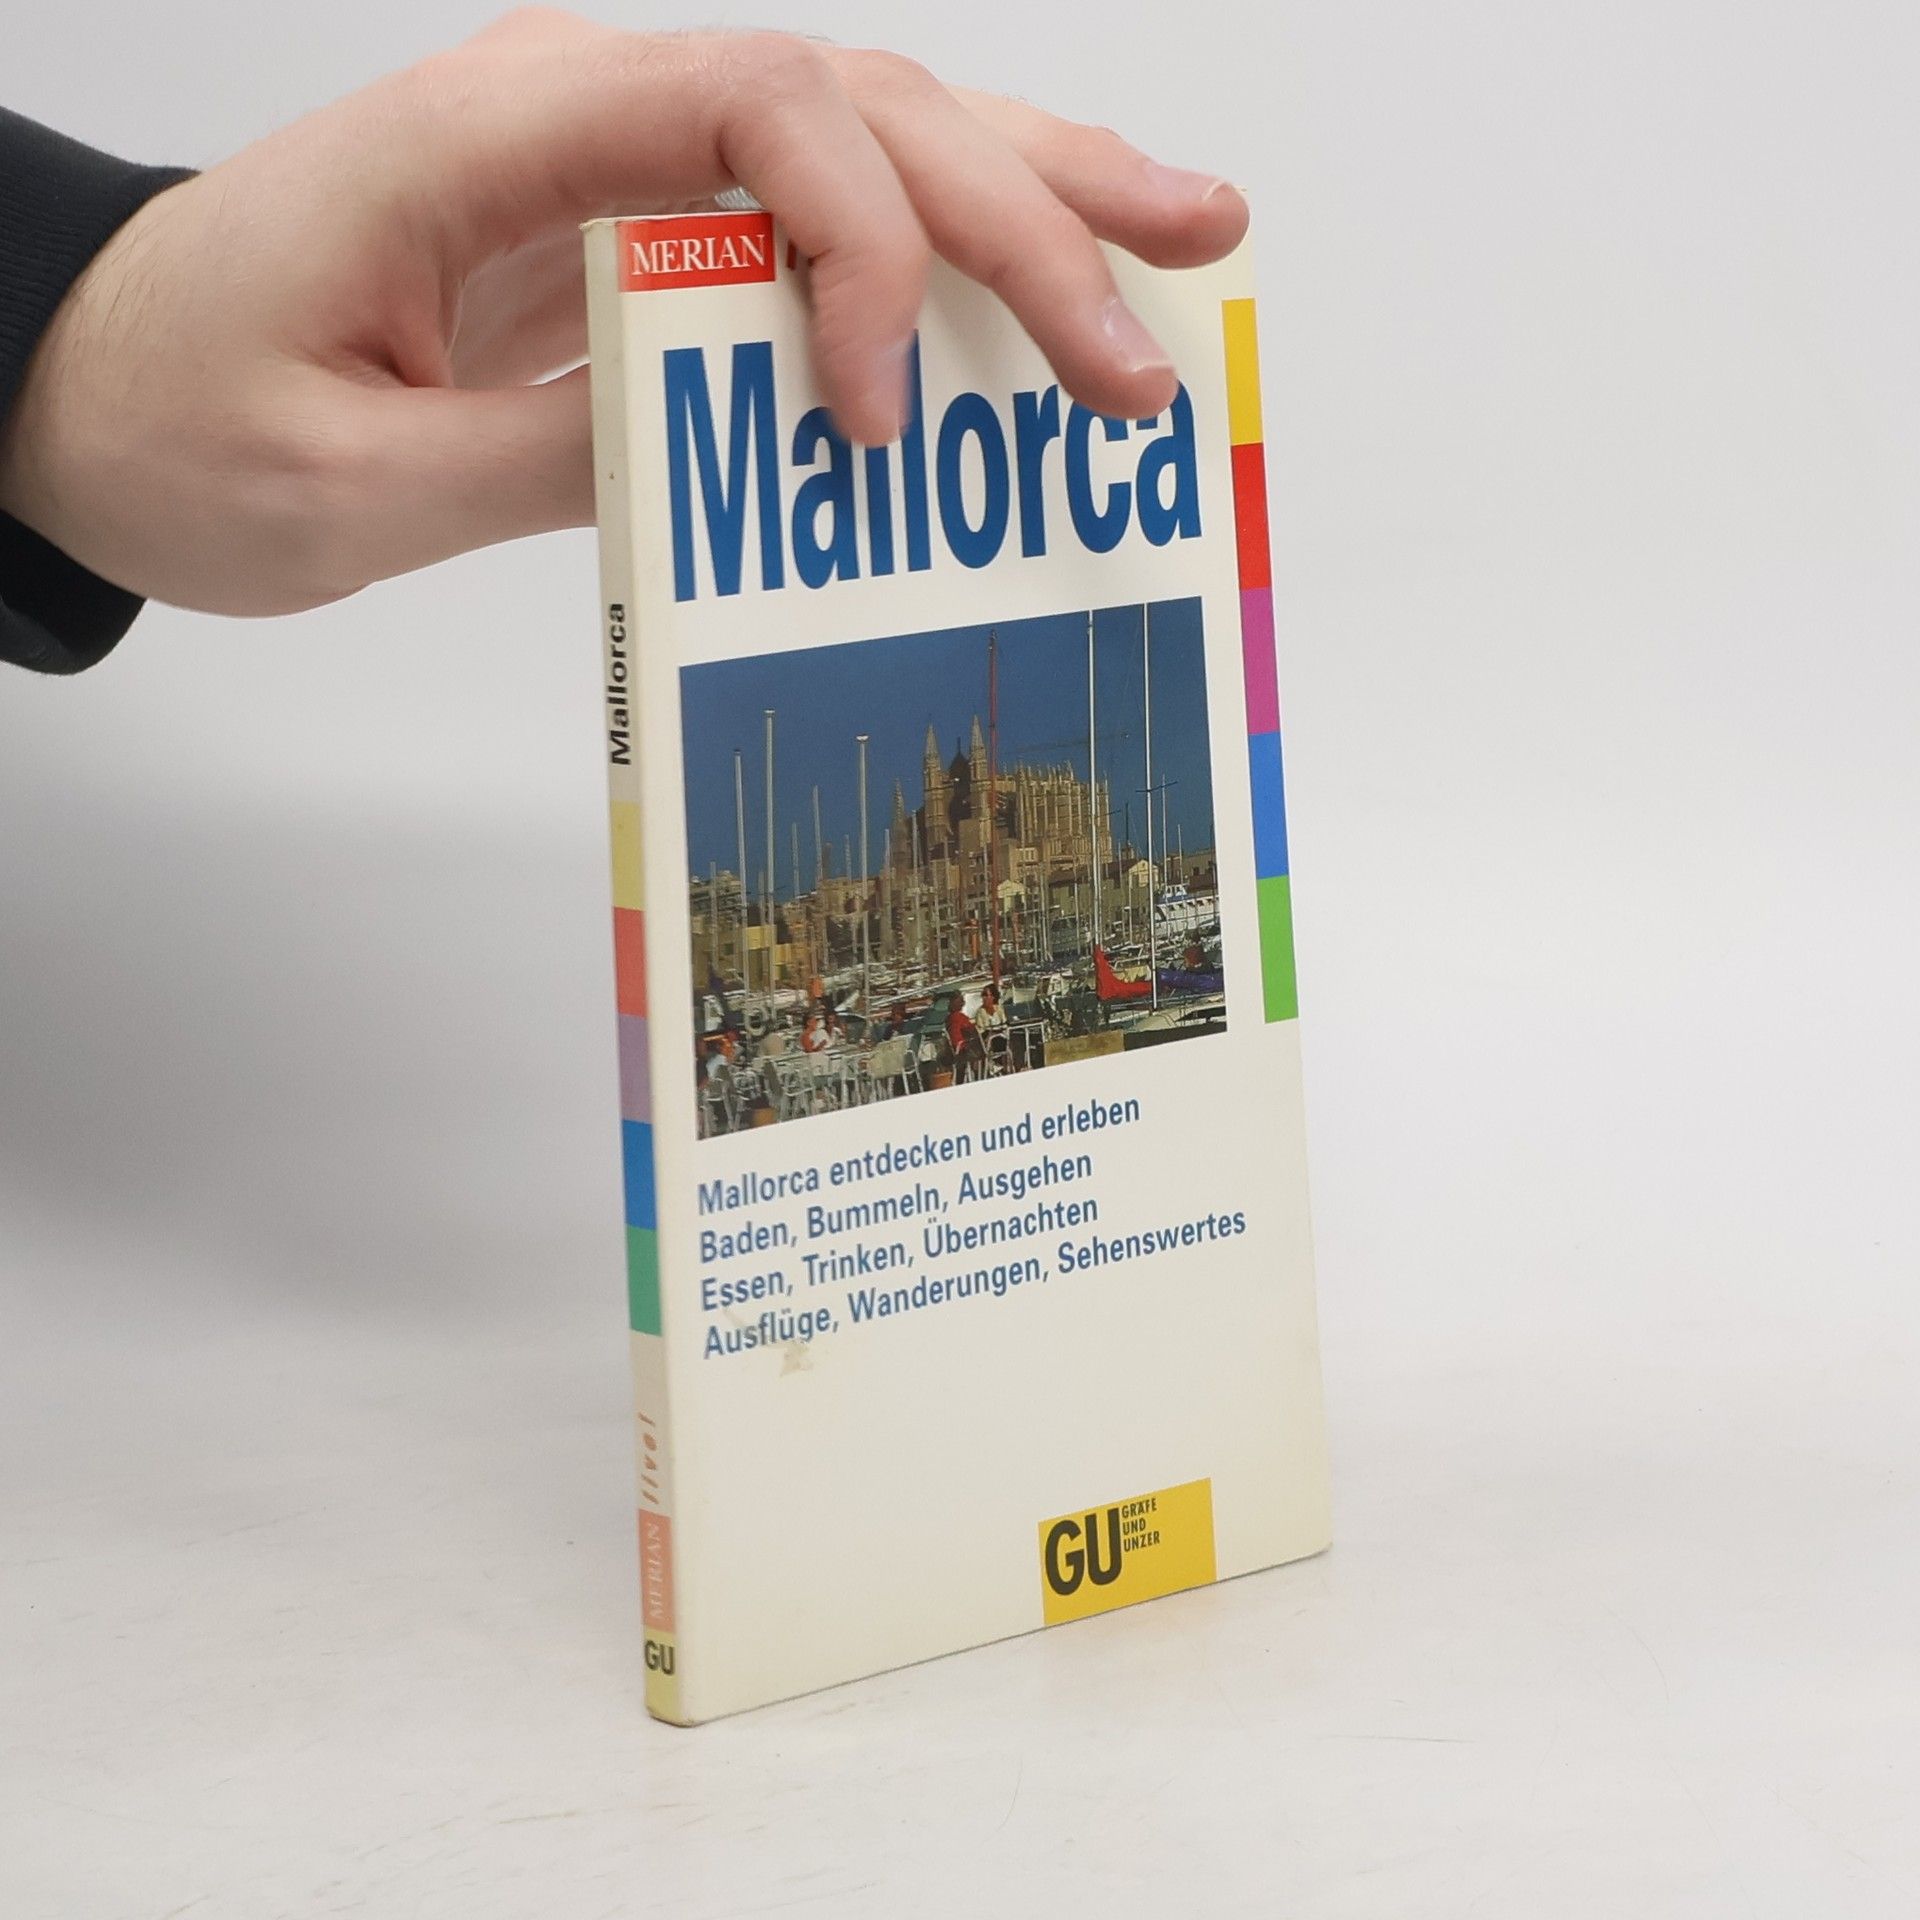 MERIAN
Mallorca
Mallorca entdecken und erleben
Baden, Bummeln, Ausgehen
Essen, Trinken, Übernachten
Ausflüge, Wanderungen, Sehenswertes
GU GRÄFE
UND
UNZER
Mallorca
live!
MERIAN
GU